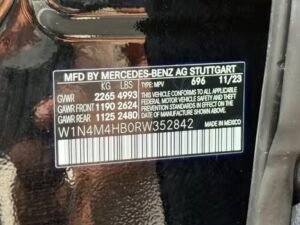 MFD BY MERCEDES-BENZ AG STUTTGART
KG LBS TYPE: MPV 696 11/23
GVWR 2265 4993
GAWR FRONT 1190 2624
GAWR REAR 1125 2480
THIS VEHICLE CONFORMS TO ALL APPLICABLE FEDERAL MOTOR VEHICLE SAFETY AND THEFT PREVENTION STANDARDS IN EFFECT ON THE DATE OF MANUFACTURE SHOWN ABOVE
W1N4M4HB0RW352842
MADE IN MEXICO